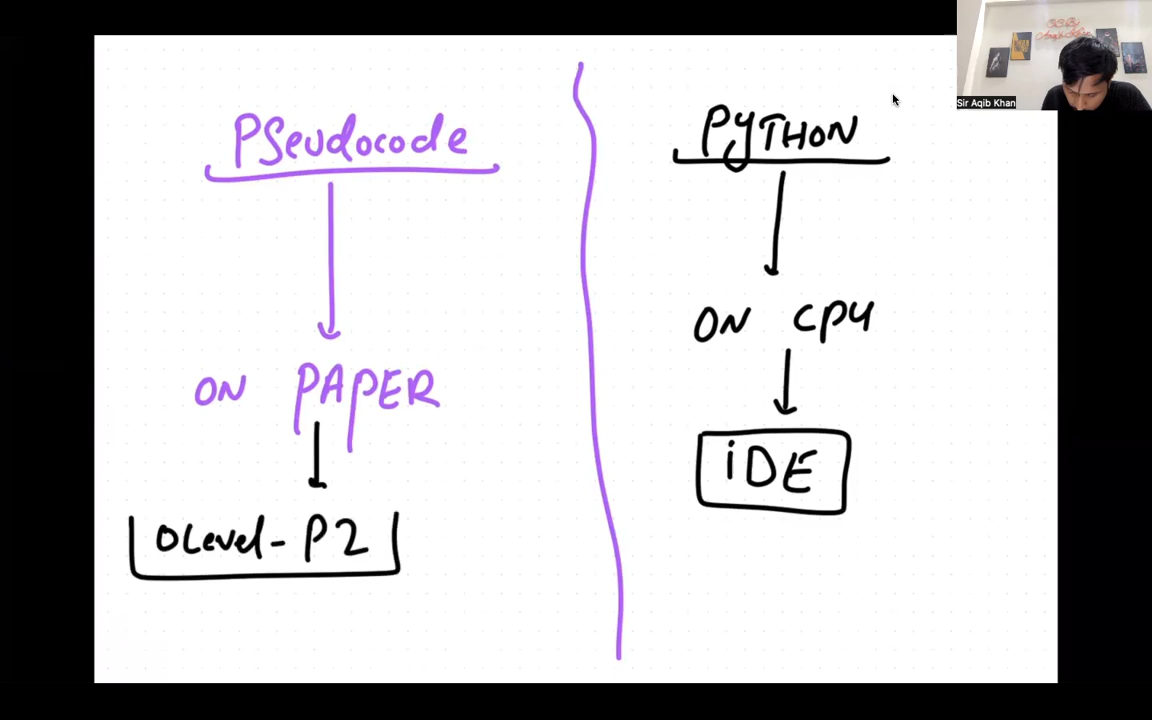 PSeudocode
ON PAPER
OLevel-P2
PYTHON
ON CPU
iDE
Sir Aqib Khan